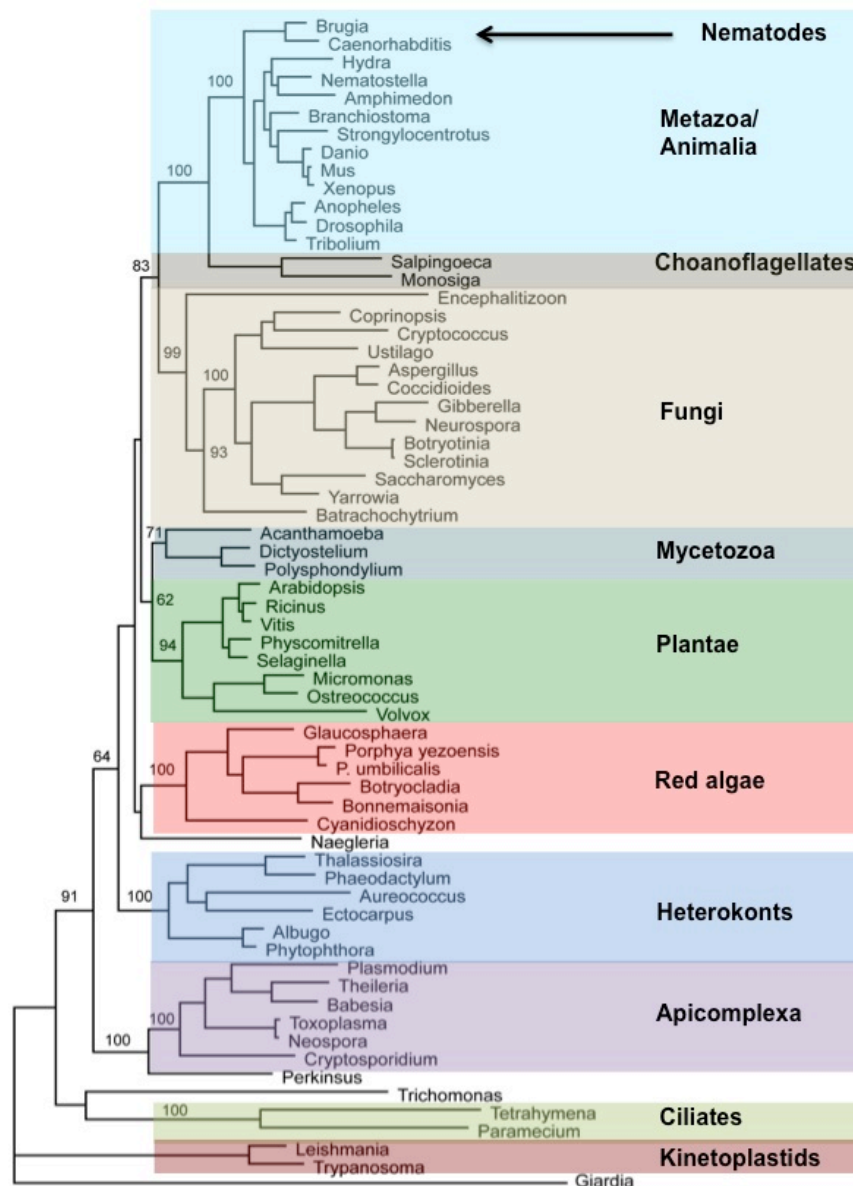 Brugia
Nematodes
Caenorhabditis
Hydra
100
Nematostella
Amphimedon
Branchiostoma
Metazoa/
Animalia
Strongylocentrotus
Danio
100
Mus
Xenopus
Anopheles
Drosophila
Tribolium
83
Salpingoeca
Choanoflagellates
Monosiga
Encephalitizoon
Coprinopsis
Cryptococcus
Ustilago
99
Aspergillus
100
Coccidioides
Gibberella
Fungi
Neurospora
Botryotinia
93
Sclerotinia
Saccharomyces
Yarrowia
Batrachochytrium
71
Acanthamoeba
Dictyostelium
Mycetozoa
Polysphondylium
Arabidopsis
62
Ricinus
Vitis
94
Physcomitrella
Plantae
Selaginella
Micromonas
Ostreococcus
Volvox
Glaucosphaera
64
Porphya yezoensis
100
P. umbilicalis
Red algae
Botryocladia
Bonnemaisonia
Cyanidioschyzon
Naegleria
Thalassiosira
Phaeodactylum
91
100
Aureococcus
Ectocarpus
Heterokonts
Albugo
Phytophthora
Plasmodium
Theileria
Babesia
Apicomplexa
100
Toxoplasma
100
Neospora
Cryptosporidium
Perkinsus
Trichomonas
100
Tetrahymena
Ciliates
Paramecium
Leishmania
Kinetoplastids
Trypanosoma
Giardia